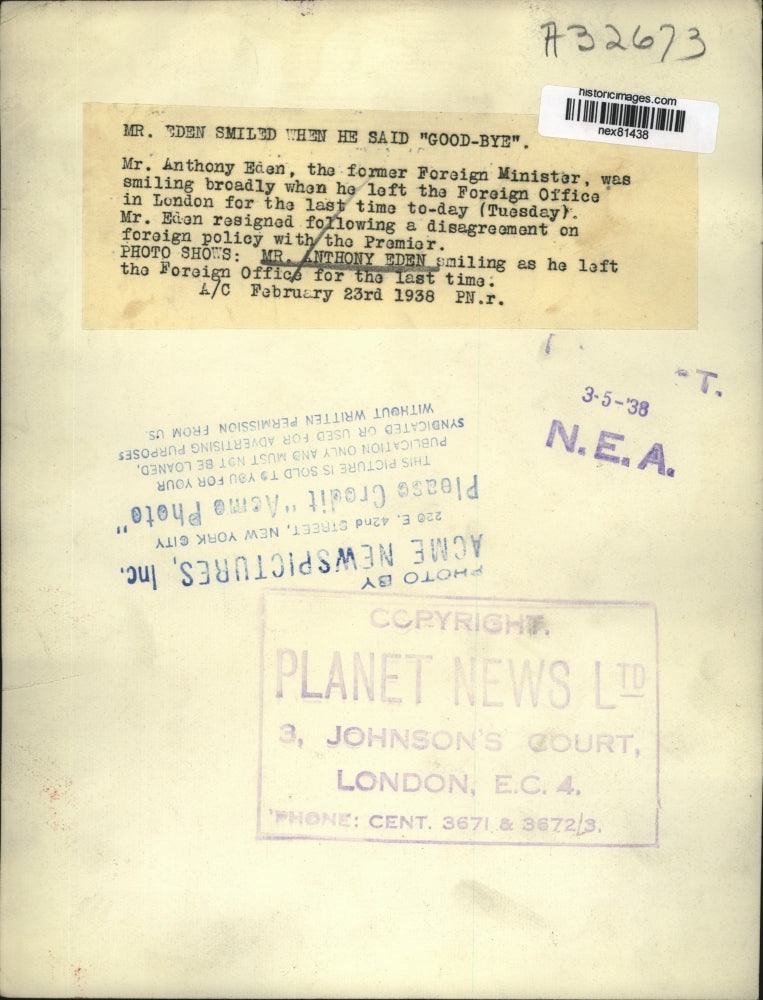 A32673
historicimages.com
nex81438
MR. EDEN SMILED WHEN HE SAID "GOOD-BYE".
Mr. Anthony Eden, the former Foreign Minister, was
smiling broadly when he left the Foreign Office
in London for the last time to-day (Tuesday).
Mr. Eden resigned following a disagreement on
foreign policy with the Premier.
PHOTO SHOWS: MR. ANTHONY EDEN smiling as he left
the Foreign Office for the last time.
A/C February 23rd 1938 PN.r.
T.
3-5-'38
N.E.A.
PHOTO BY
ACME NEWSPICTURES, Inc.
220 E. 42nd STREET, NEW YORK CITY
Please Credit "Acme Photo"
THIS PICTURE IS SOLD TO YOU FOR YOUR
PUBLICATION ONLY AND MUST NOT BE LOANED,
SYNDICATED OR USED FOR ADVERTISING PURPOSES
WITHOUT WRITTEN PERMISSION FROM US
COPYRIGHT.
PLANET NEWS LTD
3, JOHNSON'S COURT,
LONDON, E.C. 4.
'PHONE: CENT. 3671 & 3672/3.